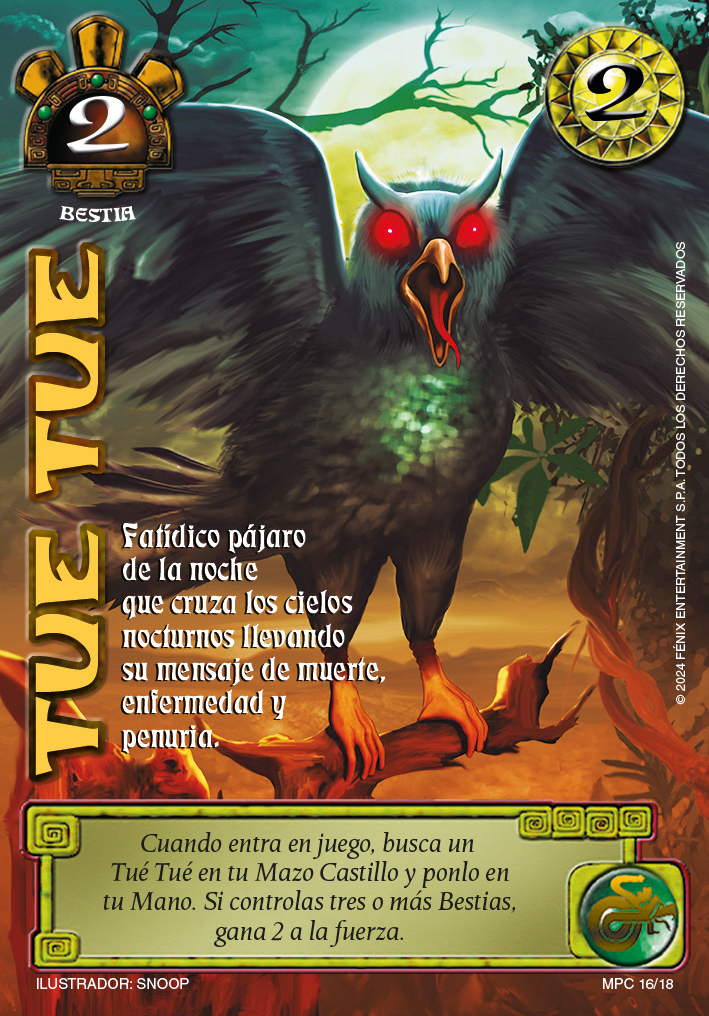 2
2
BESTIA
TUE TUE
Fatídico pájaro
de la noche
que cruza los cielos
nocturnos llevando
su mensaje de muerte,
enfermedad y
penuria.
© 2024 FÉNIX ENTERTAINMENT S.P.A. TODOS LOS DERECHOS RESERVADOS
Cuando entra en juego, busca un
Tué Tué en tu Mazo Castillo y ponlo en
tu Mano. Si controlas tres o más Bestias,
gana 2 a la fuerza.
ILUSTRADOR: SNOOP
MPC 16/18